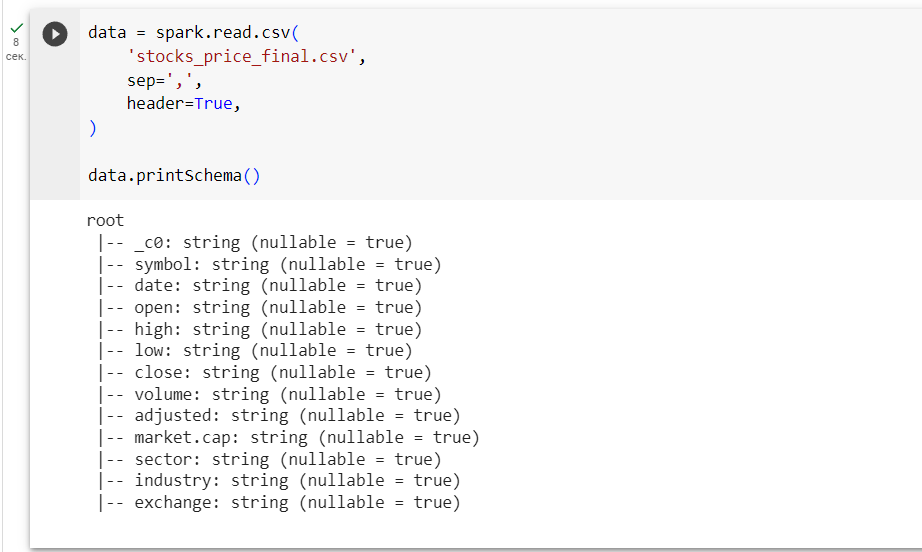 8
сек.
data = spark.read.csv(
    'stocks_price_final.csv',
    sep=',',
    header=True,
)
data.printSchema()
root
 |-- _c0: string (nullable = true)
 |-- symbol: string (nullable = true)
 |-- date: string (nullable = true)
 |-- open: string (nullable = true)
 |-- high: string (nullable = true)
 |-- low: string (nullable = true)
 |-- close: string (nullable = true)
 |-- volume: string (nullable = true)
 |-- adjusted: string (nullable = true)
 |-- market.cap: string (nullable = true)
 |-- sector: string (nullable = true)
 |-- industry: string (nullable = true)
 |-- exchange: string (nullable = true)